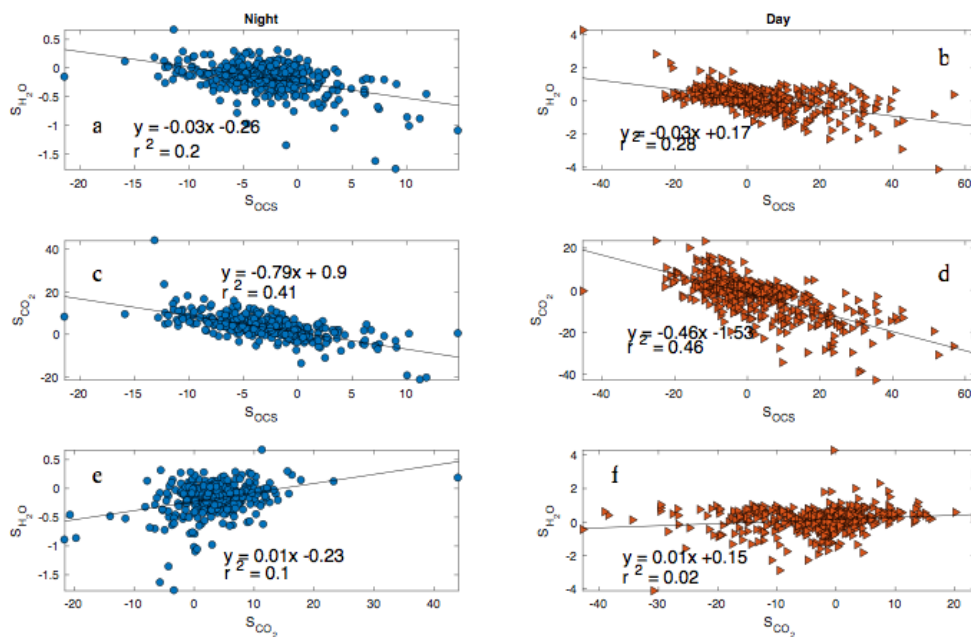 Night
0.5
0
-0.5
-1
-1.5
S_H2O
a
y = -0.03x -0.26
r ² = 0.2
-20 -15 -10 -5 0 5 10
S_OCS
Day
4
2
0
-2
-4
S_H2O
b
y = -0.03x +0.17
r ² = 0.28
-40 -20 0 20 40 60
S_OCS
40
20
0
-20
S_CO2
c
y = -0.79x + 0.9
r ² = 0.41
-20 -15 -10 -5 0 5 10
S_OCS
20
0
-20
-40
S_CO2
d
y = -0.46x -1.53
r ² = 0.46
-40 -20 0 20 40 60
S_OCS
0.5
0
-0.5
-1
-1.5
S_H2O
e
y = 0.01x -0.23
r ² = 0.1
-20 -10 0 10 20 30 40
S_CO2
4
2
0
-2
-4
S_H2O
f
y = 0.01x +0.15
r ² = 0.02
-40 -30 -20 -10 0 10 20
S_CO2